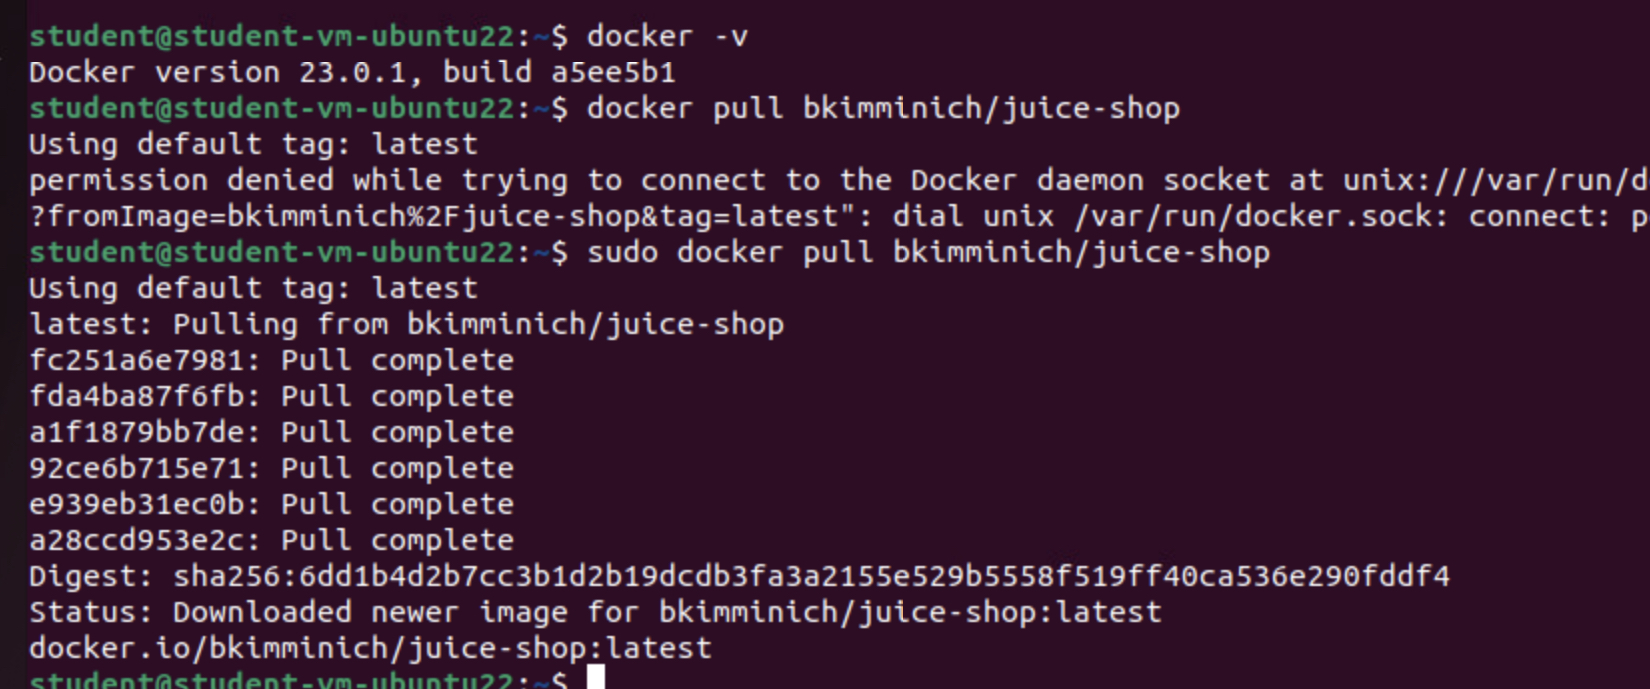 student@student-vm-ubuntu22:~$ docker -v
Docker version 23.0.1, build a5ee5b1
student@student-vm-ubuntu22:~$ docker pull bkimminich/juice-shop
Using default tag: latest
permission denied while trying to connect to the Docker daemon socket at unix:///var/run/d
?fromImage=bkimminich%2Fjuice-shop&tag=latest": dial unix /var/run/docker.sock: connect: p
student@student-vm-ubuntu22:~$ sudo docker pull bkimminich/juice-shop
Using default tag: latest
latest: Pulling from bkimminich/juice-shop
fc251a6e7981: Pull complete
fda4ba87f6fb: Pull complete
a1f1879bb7de: Pull complete
92ce6b715e71: Pull complete
e939eb31ec0b: Pull complete
a28ccd953e2c: Pull complete
Digest: sha256:6dd1b4d2b7cc3b1d2b19dcdb3fa3a2155e529b5558f519ff40ca536e290fddf4
Status: Downloaded newer image for bkimminich/juice-shop:latest
docker.io/bkimminich/juice-shop:latest
student@student-vm-ubuntu22:~$